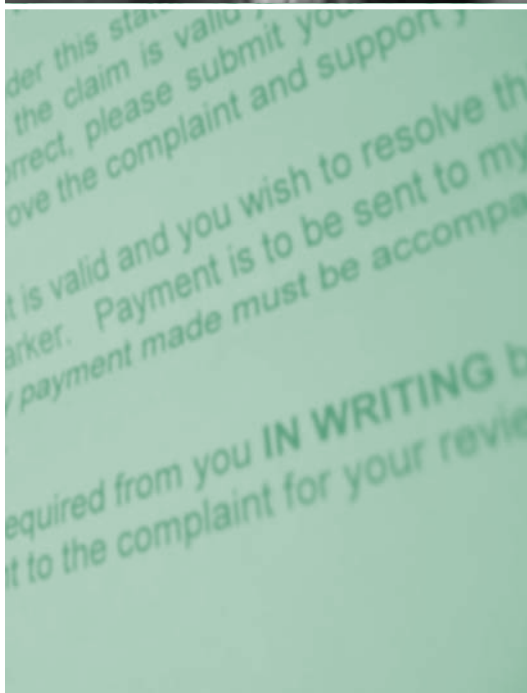 der this stat
the claim is valid y
rrect, please submit you
ove the complaint and support y
t is valid and you wish to resolve th
arker. Payment is to be sent to my
y payment made must be accompa
equired from you IN WRITING b
nt to the complaint for your revie